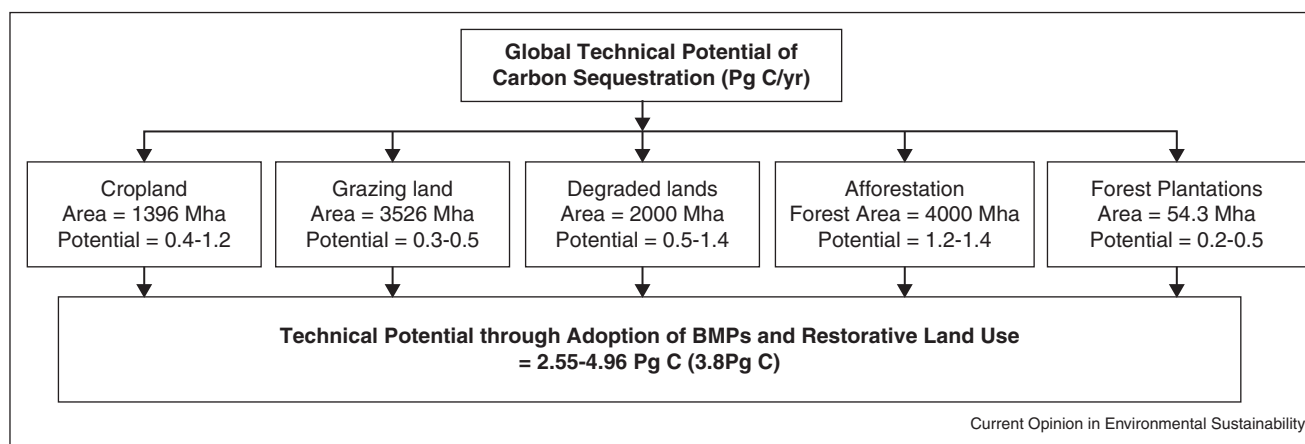 Global Technical Potential of
Carbon Sequestration (Pg C/yr)
Cropland
Area = 1396 Mha
Potential = 0.4-1.2
Grazing land
Area = 3526 Mha
Potential = 0.3-0.5
Degraded lands
Area = 2000 Mha
Potential = 0.5-1.4
Afforestation
Forest Area = 4000 Mha
Potential = 1.2-1.4
Forest Plantations
Area = 54.3 Mha
Potential = 0.2-0.5
Technical Potential through Adoption of BMPs and Restorative Land Use
= 2.55-4.96 Pg C (3.8Pg C)
Current Opinion in Environmental Sustainability